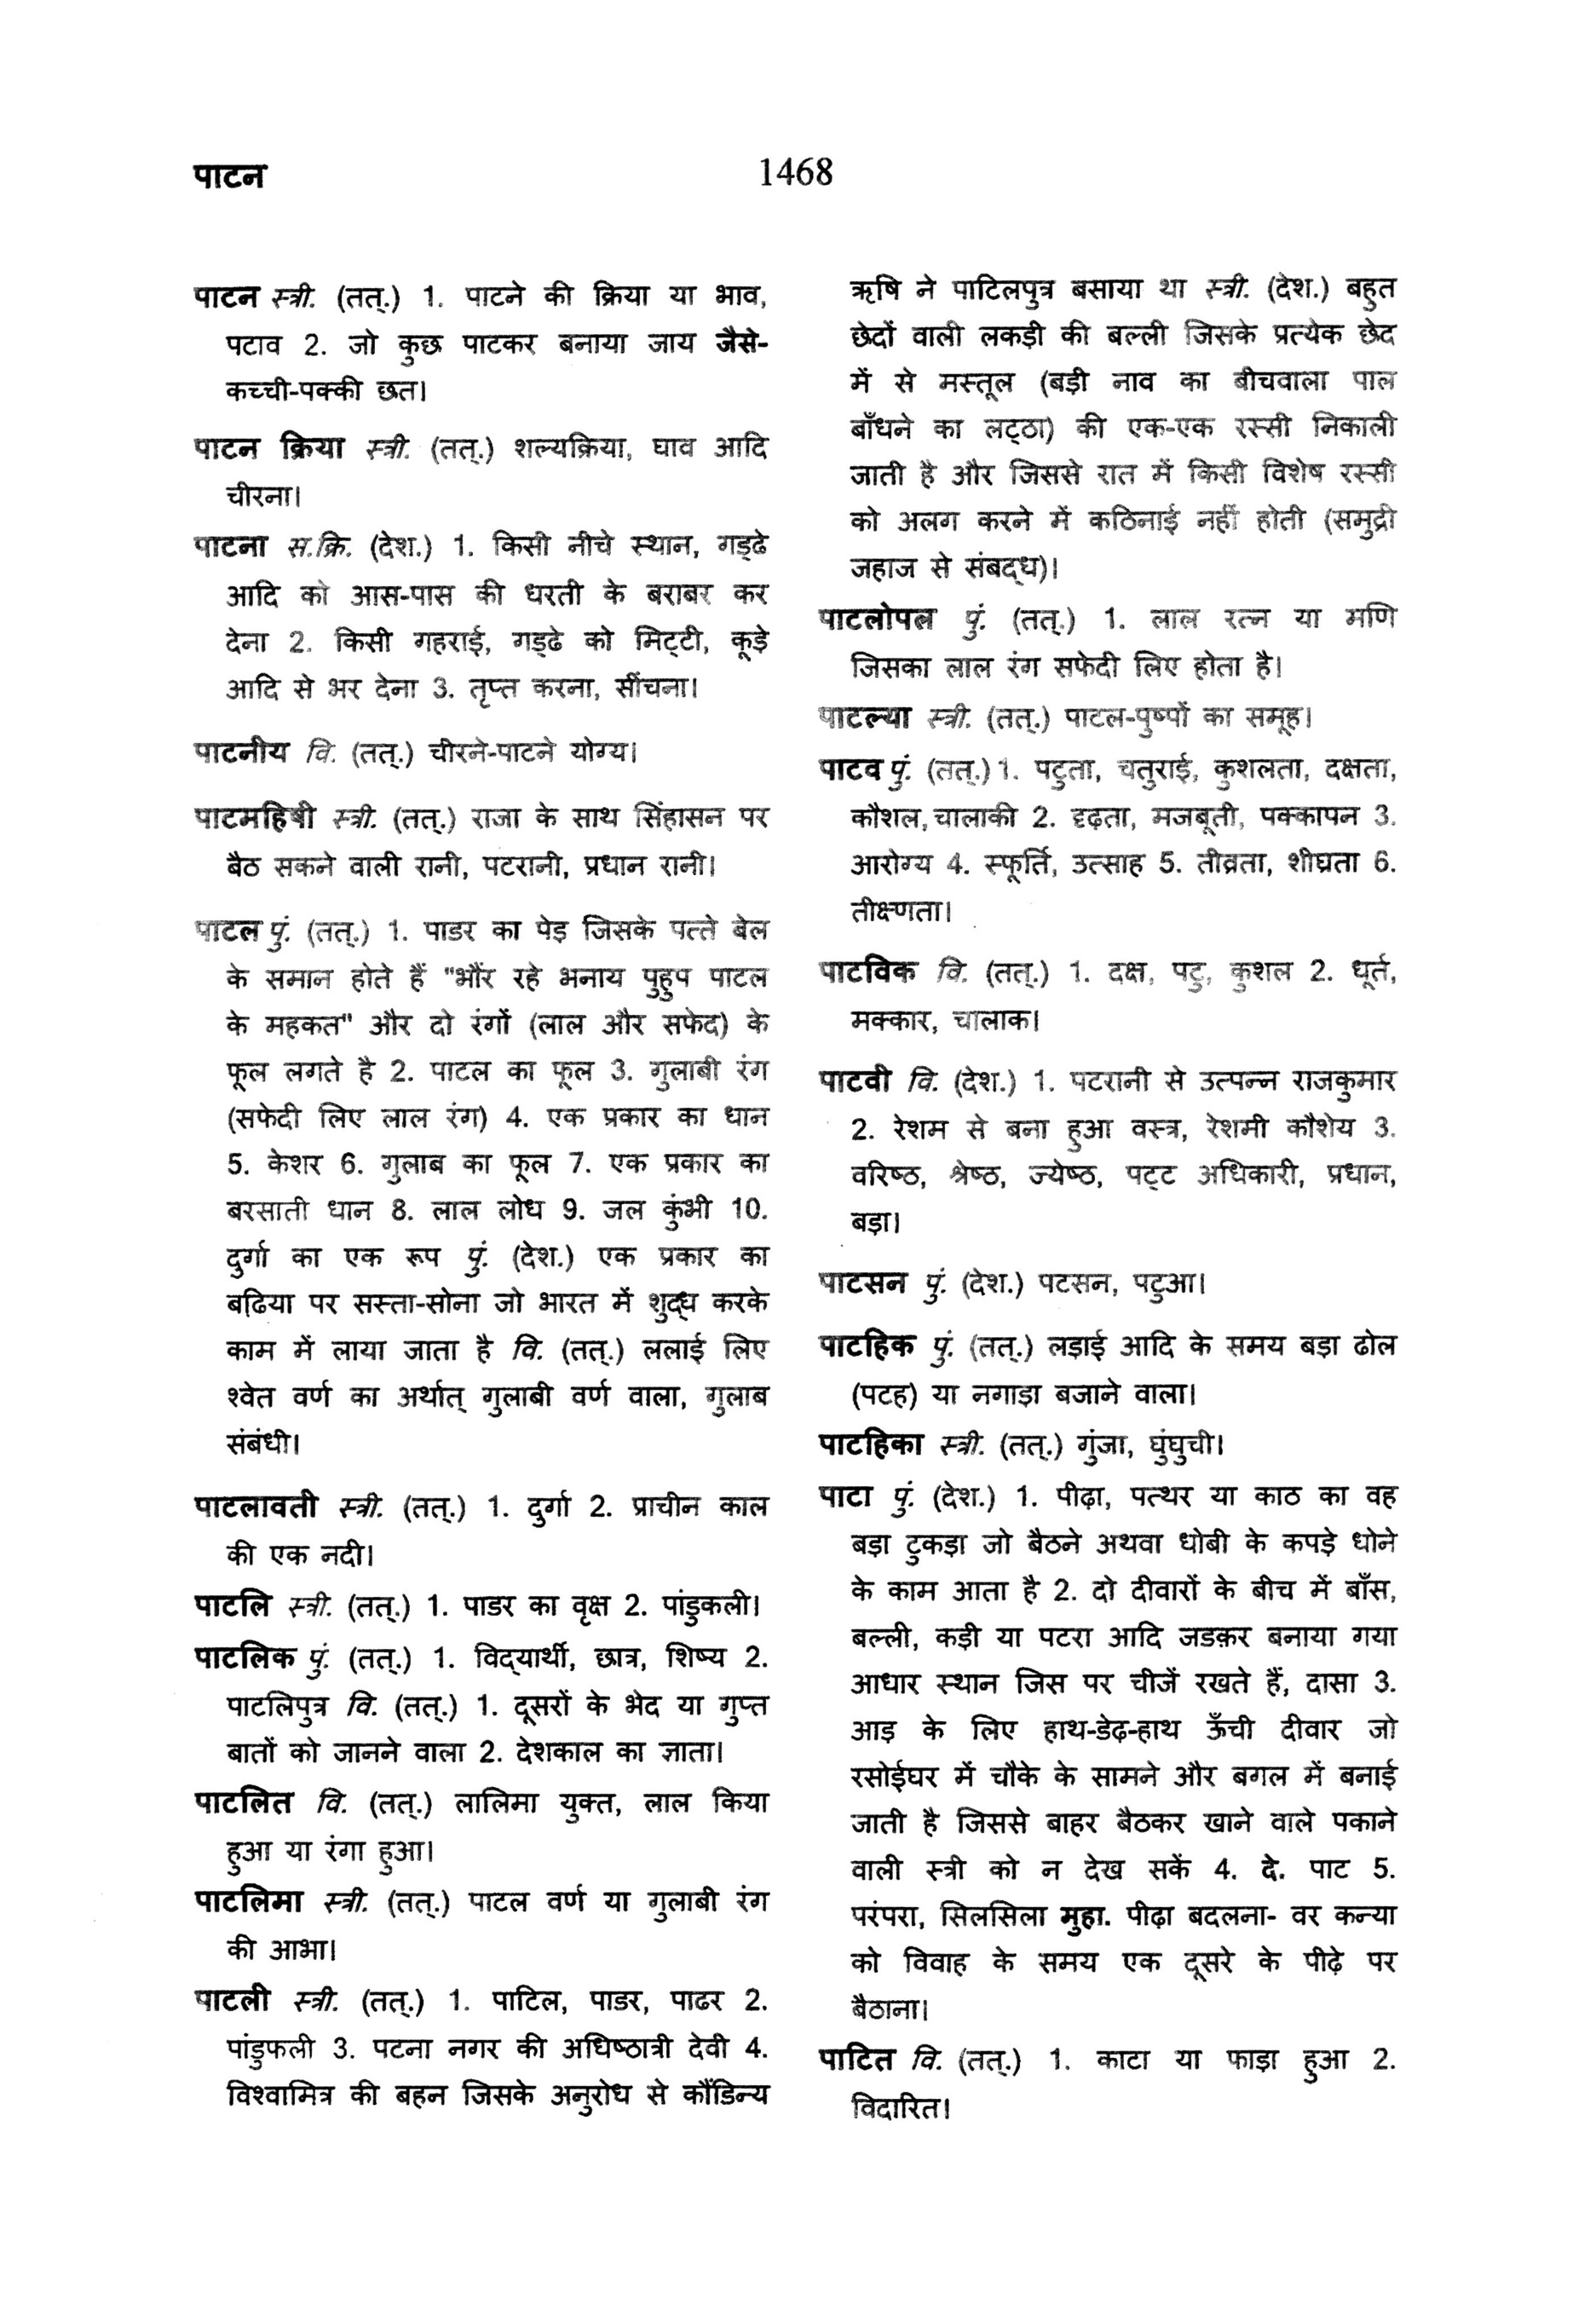 पाटन
1468
पाटन स्त्री. (तत्.) 1. पाटने की क्रिया या भाव,
पटाव 2. जो कुछ पाटकर बनाया जाय जैसे-
कच्ची-पक्की छत।
पाटन क्रिया स्त्री. (तत्.) शल्यक्रिया, घाव आदि
चीरना।
पाटना स.क्रि. (देश.) 1. किसी नीचे स्थान, गड्ढे
आदि को आस-पास की धरती के बराबर कर
देना 2. किसी गहराई, गड्ढे को मिट्टी, कूड़े
आदि से भर देना 3. तृप्त करना, सींचना।
पाटनीय वि. (तत्.) चीरने-पाटने योग्य।
पाटमहिषी स्त्री. (तत्.) राजा के साथ सिंहासन पर
बैठ सकने वाली रानी, पटरानी, प्रधान रानी।
पाटल पुं. (तत्.) 1. पाडर का पेड़ जिसके पत्ते बेल
के समान होते हैं "भौंर रहे भनाय पुहुप पाटल
के महकत" और दो रंगों (लाल और सफेद) के
फूल लगते है 2. पाटल का फूल 3. गुलाबी रंग
(सफेदी लिए लाल रंग) 4. एक प्रकार का धान
5. केशर 6. गुलाब का फूल 7. एक प्रकार का
बरसाती धान 8. लाल लोध 9. जल कुंभी 10.
दुर्गा का एक रूप पुं. (देश.) एक प्रकार का
बढिया पर सस्ता-सोना जो भारत में शुद्ध करके
काम में लाया जाता है वि. (तत्.) ललाई लिए
श्वेत वर्ण का अर्थात् गुलाबी वर्ण वाला, गुलाब
संबंधी।
पाटलावती स्त्री. (तत्.) 1. दुर्गा 2. प्राचीन काल
की एक नदी।
पाटलि स्त्री. (तत्.) 1. पाडर का वृक्ष 2. पांडुकली।
पाटलिक पुं. (तत्.) 1. विद्यार्थी, छात्र, शिष्य 2.
पाटलिपुत्र वि. (तत्.) 1. दूसरों के भेद या गुप्त
बातों को जानने वाला 2. देशकाल का ज्ञाता।
पाटलित वि. (तत्.) लालिमा युक्त, लाल किया
हुआ या रंगा हुआ।
पाटलिमा स्त्री. (तत्.) पाटल वर्ण या गुलाबी रंग
की आभा।
पाटली स्त्री. (तत्.) 1. पाटिल, पाडर, पाढर 2.
पांडुफली 3. पटना नगर की अधिष्ठात्री देवी 4.
विश्वामित्र की बहन जिसके अनुरोध से कौंडिन्य
ऋषि ने पाटिलपुत्र बसाया था स्त्री. (देश.) बहुत
छेदों वाली लकड़ी की बल्ली जिसके प्रत्येक छेद
में से मस्तूल (बड़ी नाव का बीचवाला पाल
बाँधने का लट्ठा) की एक-एक रस्सी निकाली
जाती है और जिससे रात में किसी विशेष रस्सी
को अलग करने में कठिनाई नहीं होती (समुद्री
जहाज से संबद्ध)।
पाटलोपल पुं. (तत्.) 1. लाल रत्न या मणि
जिसका लाल रंग सफेदी लिए होता है।
पाटल्या स्त्री. (तत्.) पाटल-पुष्पों का समूह।
पाटव पुं. (तत्.) 1. पटुता, चतुराई, कुशलता, दक्षता,
कौशल, चालाकी 2. दृढ़ता, मजबूती, पक्कापन 3.
आरोग्य 4. स्फूर्ति, उत्साह 5. तीव्रता, शीघ्रता 6.
तीक्ष्णता।
पाटविक वि. (तत्.) 1. दक्ष, पटु, कुशल 2. धूर्त,
मक्कार, चालाक।
पाटवी वि. (देश.) 1. पटरानी से उत्पन्न राजकुमार
2. रेशम से बना हुआ वस्त्र, रेशमी कौशेय 3.
वरिष्ठ, श्रेष्ठ, ज्येष्ठ, पट्ट अधिकारी, प्रधान,
बड़ा।
पाटसन पुं. (देश.) पटसन, पटुआ।
पाटहिक पुं. (तत्.) लड़ाई आदि के समय बड़ा ढोल
(पटह) या नगाड़ा बजाने वाला।
पाटहिका स्त्री. (तत्.) गुंजा, घुंघुची।
पाटा पुं. (देश.) 1. पीढ़ा, पत्थर या काठ का वह
बड़ा टुकड़ा जो बैठने अथवा धोबी के कपड़े धोने
के काम आता है 2. दो दीवारों के बीच में बाँस,
बल्ली, कड़ी या पटरा आदि जडक़र बनाया गया
आधार स्थान जिस पर चीजें रखते हैं, दासा 3.
आड़ के लिए हाथ-डेढ़-हाथ ऊँची दीवार जो
रसोईघर में चौके के सामने और बगल में बनाई
जाती है जिससे बाहर बैठकर खाने वाले पकाने
वाली स्त्री को न देख सकें 4. दे. पाट 5.
परंपरा, सिलसिला मुहा. पीढ़ा बदलना- वर कन्या
को विवाह के समय एक दूसरे के पीढ़े पर
बैठाना।
पाटित वि. (तत्.) 1. काटा या फाड़ा हुआ 2.
विदारित।